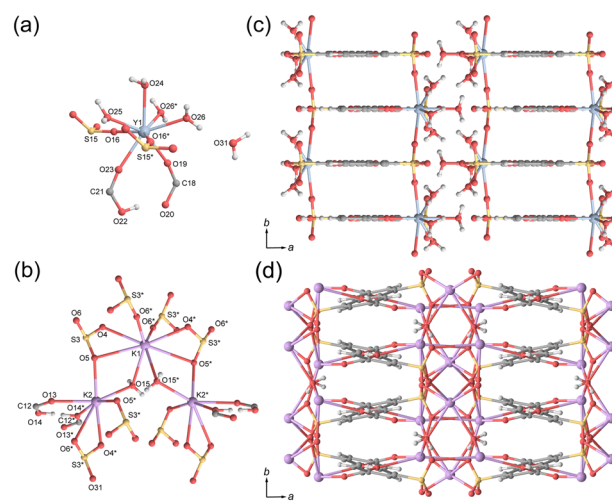 (a)
O24
O25
O26*
O26
Y1
S15
O16
O16*
S15*
O19
O31
O23
C21
C18
O22
O20
(b)
S3*
O6
O6*
S3*
O6*
S3
O4
O6*
O4*
S3*
K1
O5
O5*
O15
O15*
K2
K2*
O13
O5*
C12
O14*
S3*
O14
C12*
O13*
O6*
O4*
S3*
O31
(c)
b
a
(d)
b
a